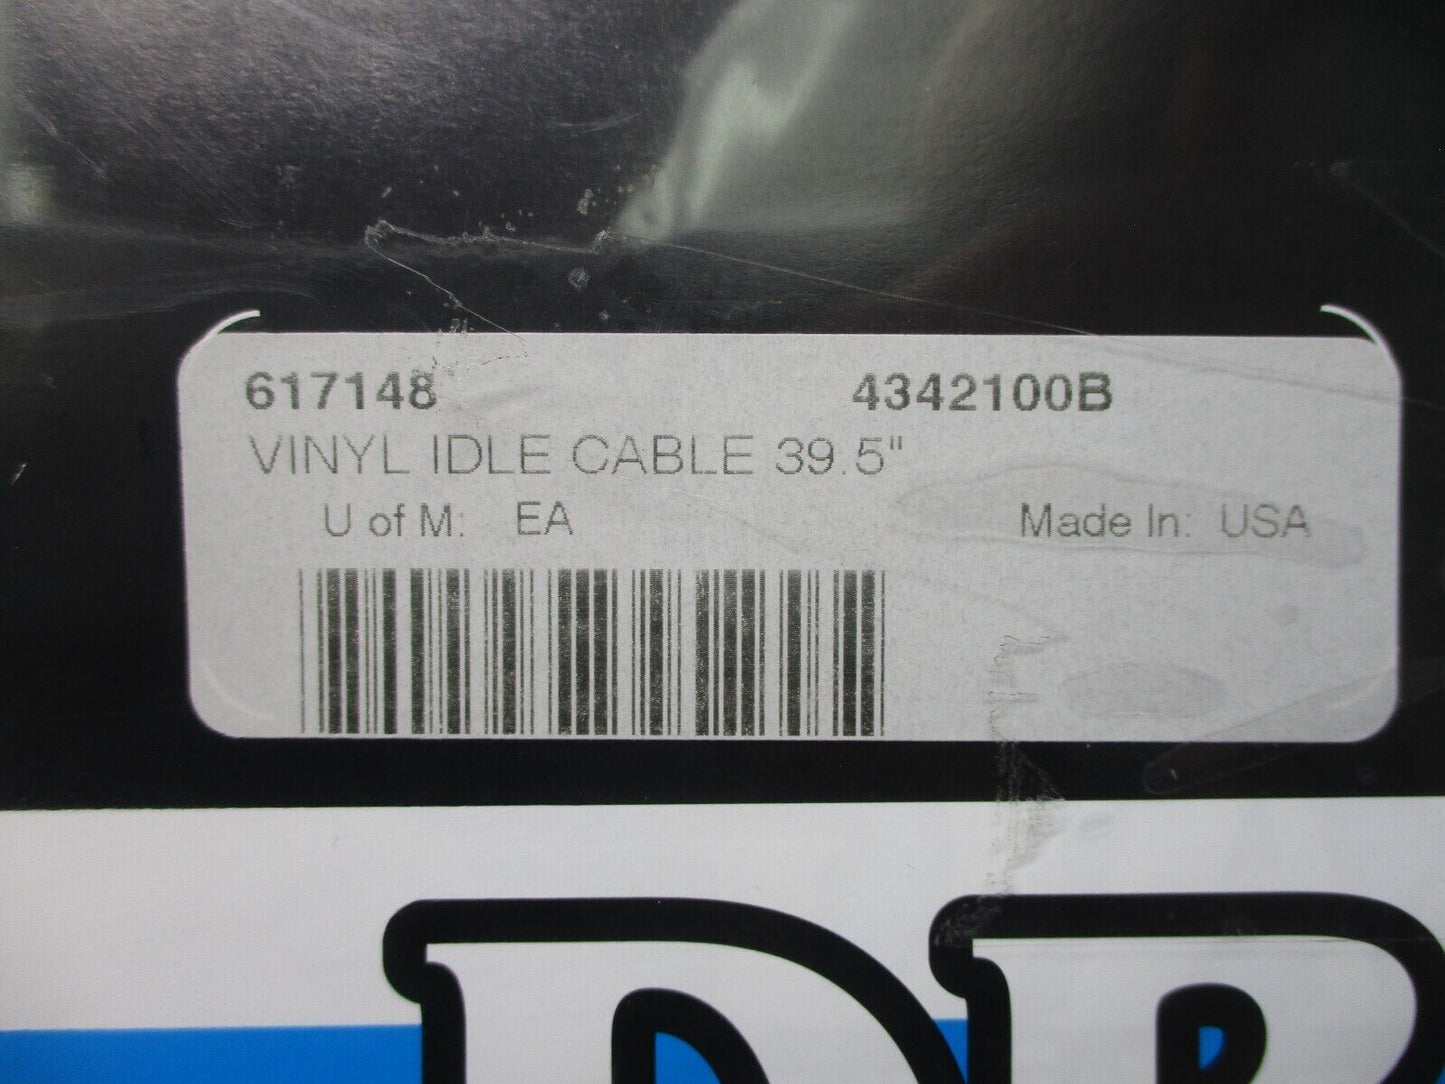 617148 4342100B
VINYL IDLE CABLE 39.5"
U of M: EA Made In: USA